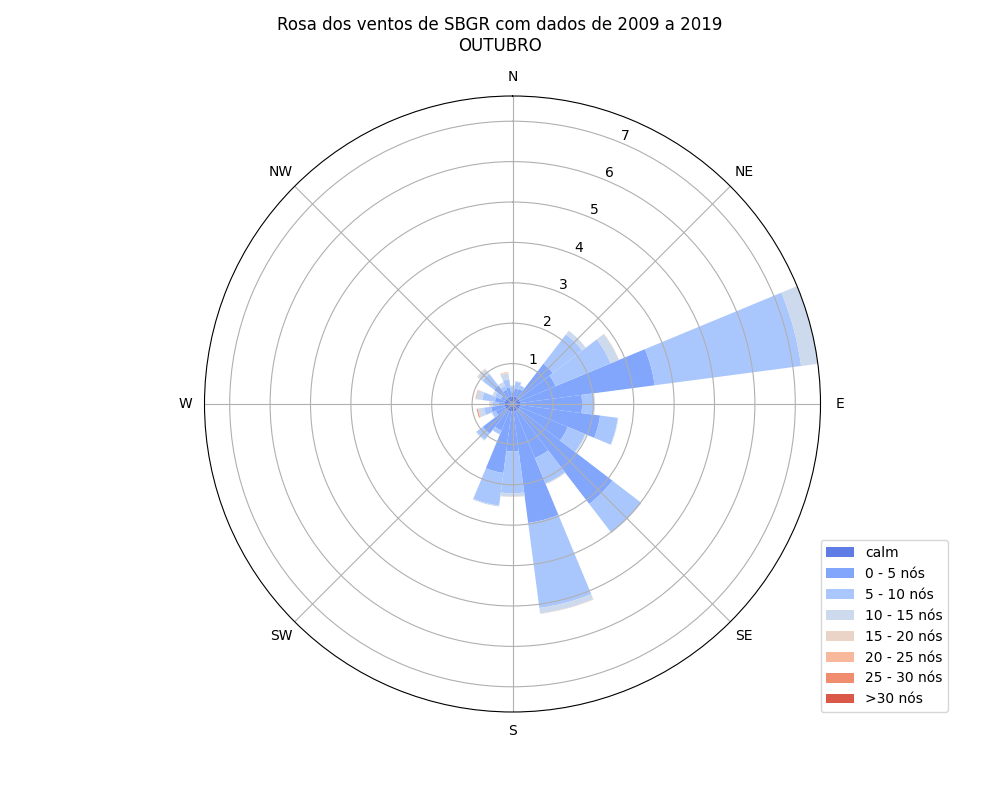 Rosa dos ventos de SBGR com dados de 2009 a 2019
OUTUBRO
N
NW
NE
7
6
5
4
3
2
1
W
E
SW
SE
S
calm
0 - 5 nós
5 - 10 nós
10 - 15 nós
15 - 20 nós
20 - 25 nós
25 - 30 nós
>30 nós